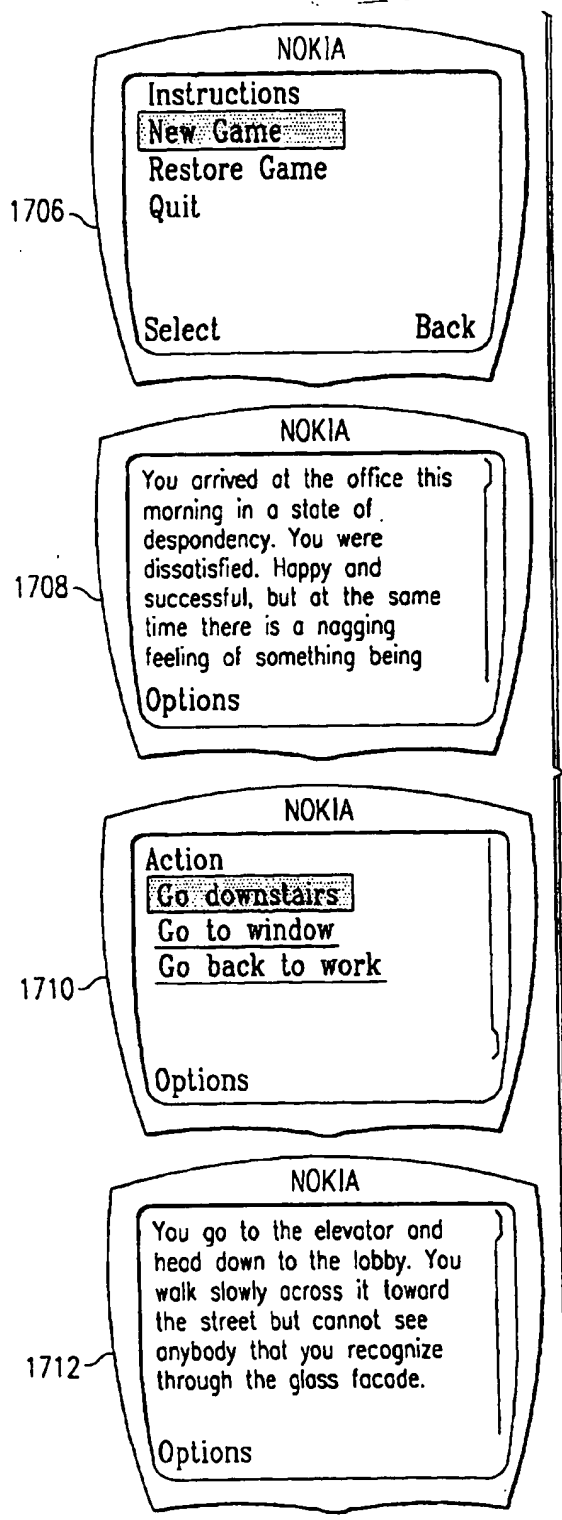 NOKIA
Instructions
New Game
Restore Game
Quit
1706
Select Back
NOKIA
You arrived at the office this
morning in a state of
despondency. You were
dissatisfied. Happy and
1708
successful, but at the same
time there is a nagging
feeling of something being
Options
NOKIA
Action
Go downstairs
Go to window
Go back to work
1710
Options
NOKIA
You go to the elevator and
head down to the lobby. You
walk slowly across it toward
the street but cannot see
anybody that you recognize
1712
through the glass facade.
Options